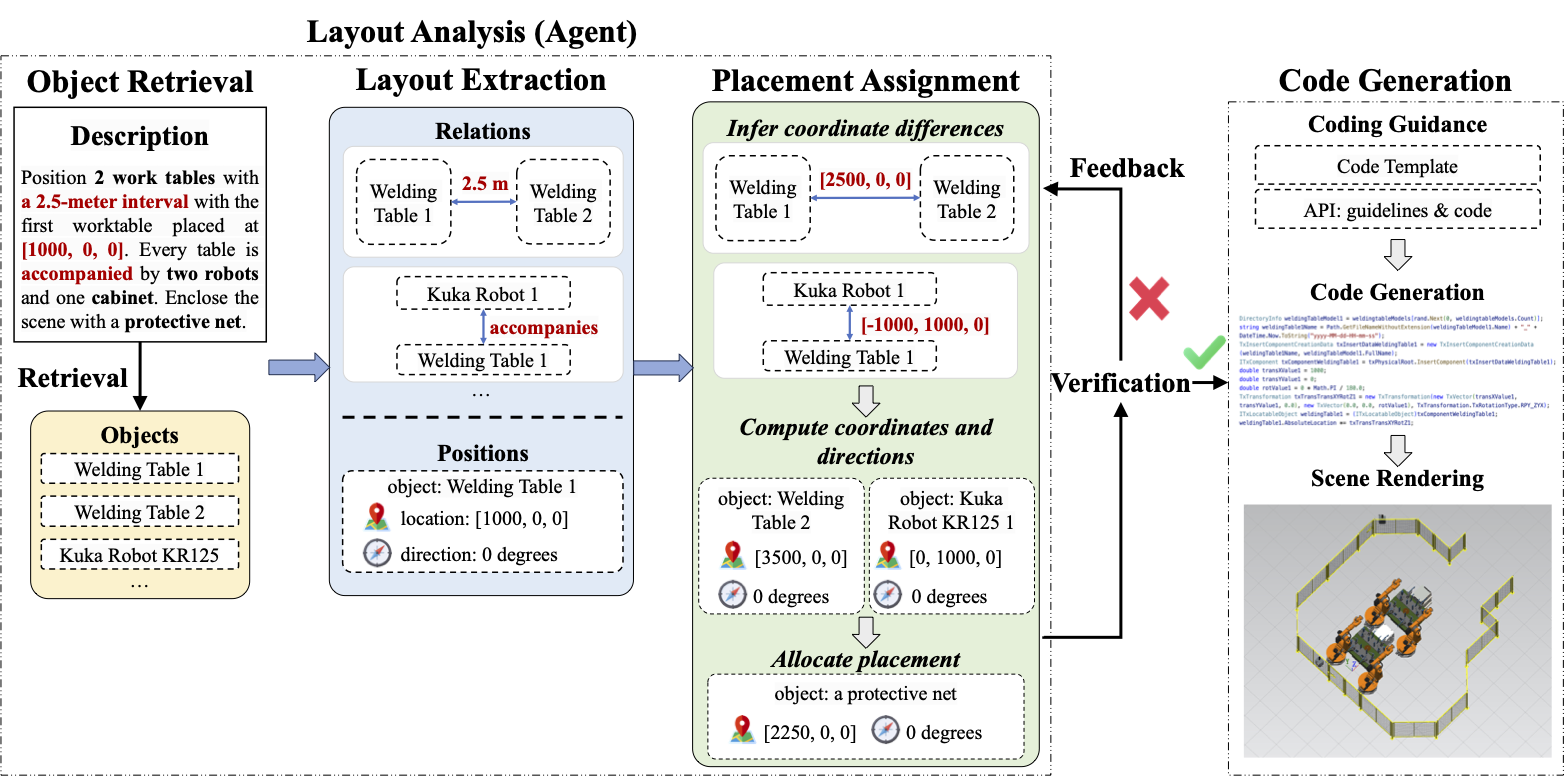 Layout Analysis (Agent)
Object Retrieval
Description
Position 2 work tables with
a 2.5-meter interval with the
first worktable placed at
[1000, 0, 0]. Every table is
accompanied by two robots
and one cabinet. Enclose the
scene with a protective net.
Retrieval
Objects
Welding Table 1
Welding Table 2
Kuka Robot KR125
...
Layout Extraction
Relations
Welding
Table 1
2.5 m
Welding
Table 2
Kuka Robot 1
accompanies
Welding Table 1
...
Positions
object: Welding Table 1
location: [1000, 0, 0]
direction: 0 degrees
Placement Assignment
Infer coordinate differences
Welding
Table 1
[2500, 0, 0]
Welding
Table 2
Kuka Robot 1
[-1000, 1000, 0]
Welding Table 1
Compute coordinates and
directions
object: Welding
Table 2
[3500, 0, 0]
0 degrees
object: Kuka
Robot KR125 1
[0, 1000, 0]
0 degrees
Allocate placement
object: a protective net
[2250, 0, 0]
0 degrees
Feedback
Verification
Code Generation
Coding Guidance
Code Template
API: guidelines & code
Code Generation
DirectoryInfo weldingTableModel1 = weldingtableModels[rand.Next(0, weldingtableModels.Count)];
string weldingTable1Name = Path.GetFileNameWithoutExtension(weldingTableModel1.Name) + "_" +
DateTime.Now.ToString("yyyy-MM-dd-HH-mm-ss");
TxInsertComponentCreationData txInsertDataWeldingTable1 = new TxInsertComponentCreationData
(weldingTable1Name, weldingTableModel1.FullName);
ITxComponent txComponentWeldingTable1 = txPhysicalRoot.InsertComponent(txInsertDataWeldingTable1);
double transXValue1 = 1000;
double transYValue1 = 0;
double rotValue1 = 0 * Math.PI / 180.0;
TxTransformation txTransTransXYRotZ1 = new TxTransformation(new TxVector(transXValue1,
transYValue1, 0.0), new TxVector(0.0, 0.0, rotValue1), TxTransformation.TxRotationType.RPY_ZYX);
ITxLocatableObject weldingTable1 = (ITxLocatableObject)txComponentWeldingTable1;
weldingTable1.AbsoluteLocation *= txTransTransXYRotZ1;
Scene Rendering